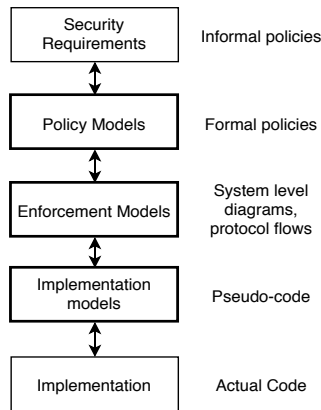 Security
Requirements
Informal policies
Policy Models
Formal policies
Enforcement Models
System level
diagrams,
protocol flows
Implementation
models
Pseudo-code
Implementation
Actual Code